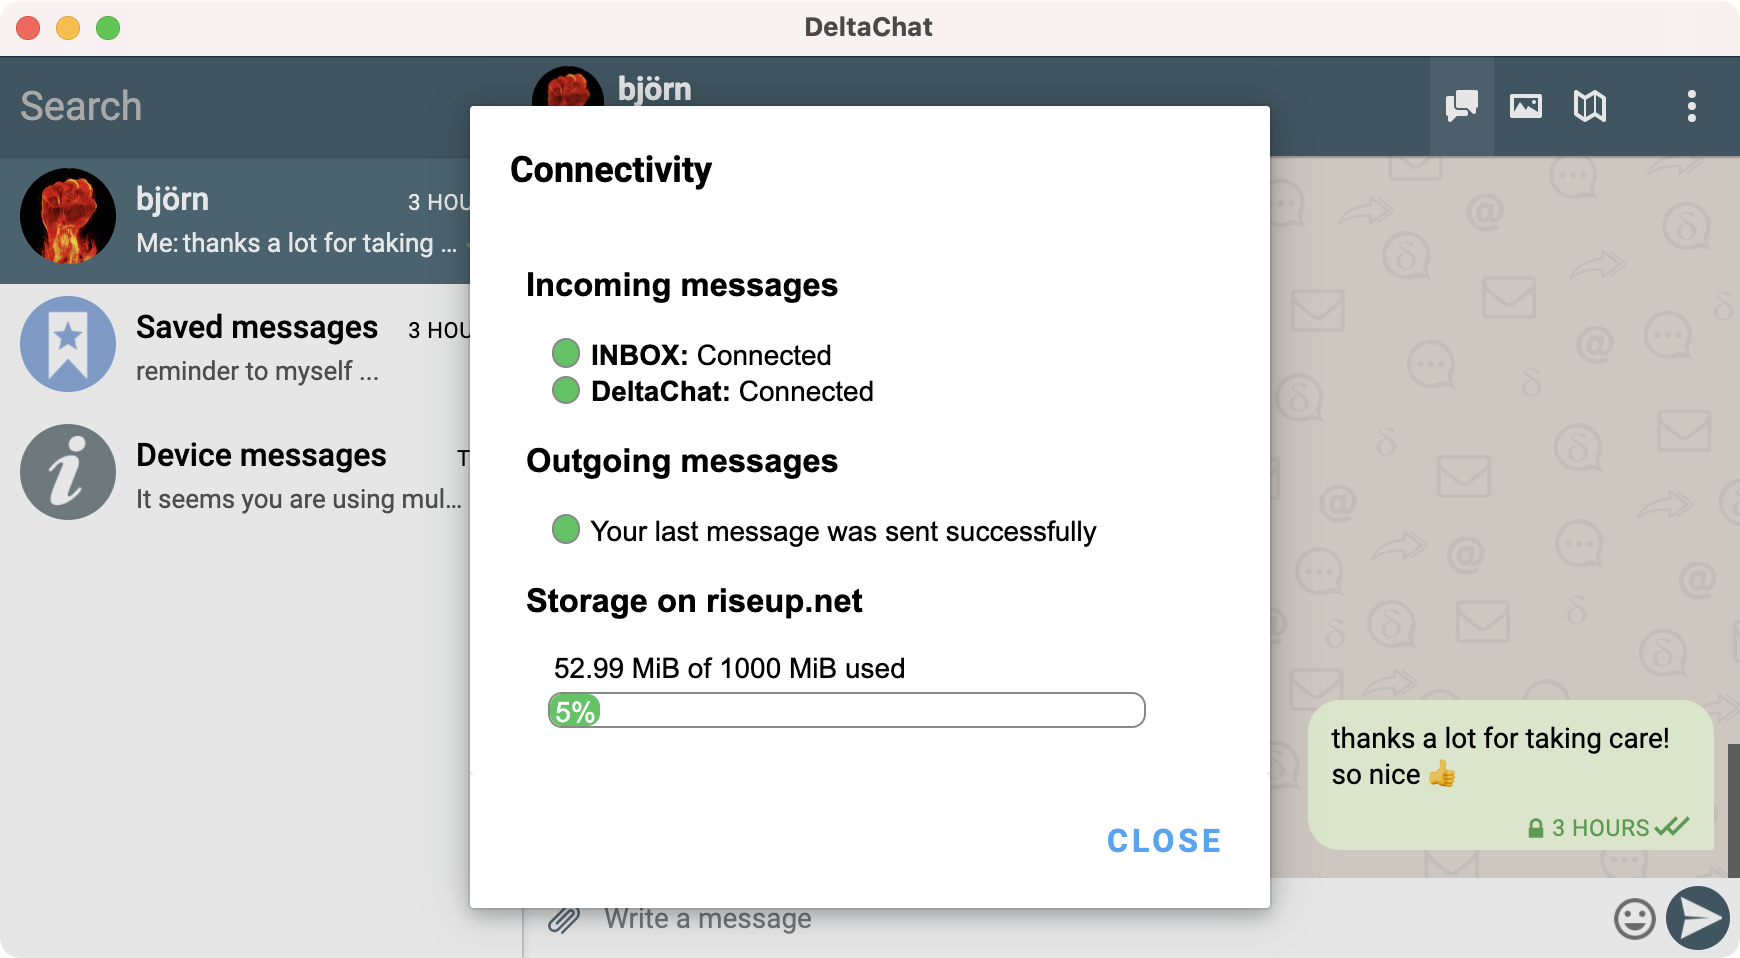 DeltaChat
Search
björn
björn
3 HOU
Me: thanks a lot for taking ...
Saved messages
3 HOU
reminder to myself ...
Device messages
T
It seems you are using mul...
Connectivity
Incoming messages
INBOX: Connected
DeltaChat: Connected
Outgoing messages
Your last message was sent successfully
Storage on riseup.net
52.99 MiB of 1000 MiB used
5%
CLOSE
thanks a lot for taking care!
so nice 👍
3 HOURS
Write a message